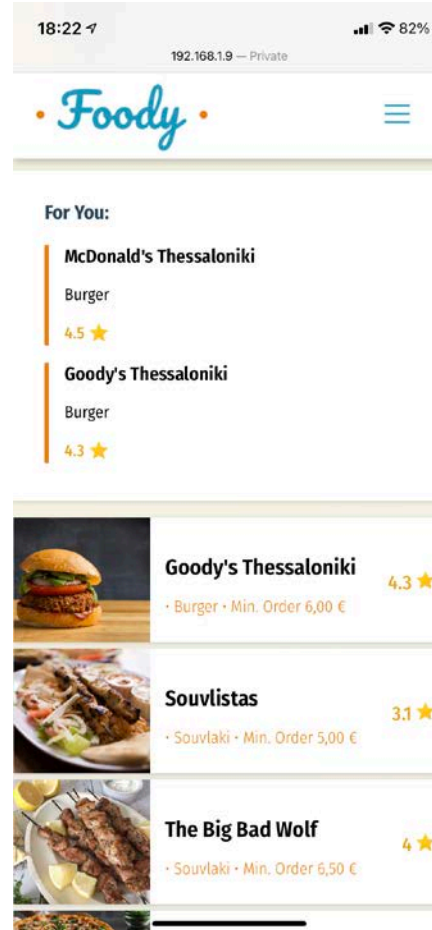 18:22
82%
192.168.1.9 — Private
• Foody •
For You:
McDonald's Thessaloniki
Burger
4.5
Goody's Thessaloniki
Burger
4.3
Goody's Thessaloniki
4.3
• Burger • Min. Order 6,00 €
Souvlistas
3.1
• Souvlaki • Min. Order 5,00 €
The Big Bad Wolf
4
• Souvlaki • Min. Order 6,50 €